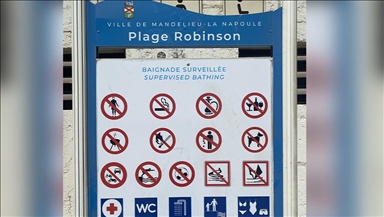 VILLE DE MANDELIEU-LA NAPOULE
Plage Robinson
BAIGNADE SURVEILLÉE
SUPERVISED BATHING
WC